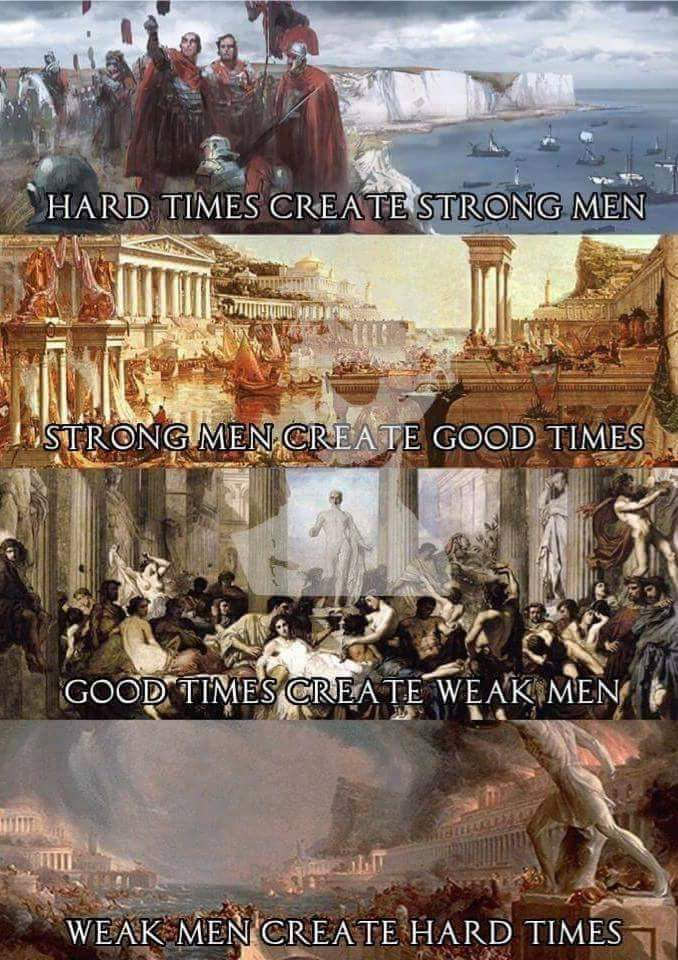 HARD TIMES CREATE STRONG MEN
STRONG MEN CREATE GOOD TIMES
GOOD TIMES CREATE WEAK MEN
WEAK MEN CREATE HARD TIMES